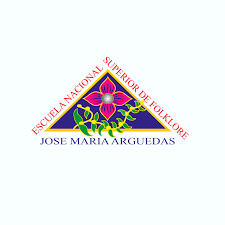 ESCUELA NACIONAL
SUPERIOR DE FOLKLORE
JOSE MARIA ARGUEDAS